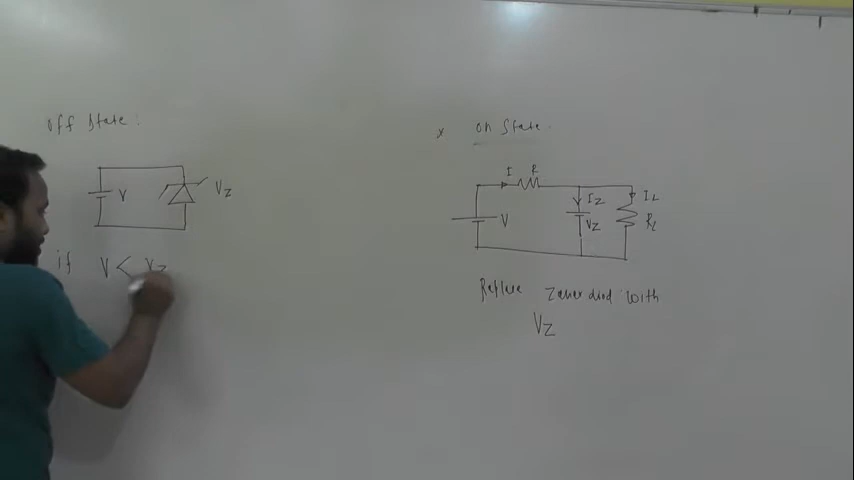 off state :
V
VZ
if V < VZ
x on state.
I R
V
IZ
VZ
IL
RL
Replace zener diod with
VZ